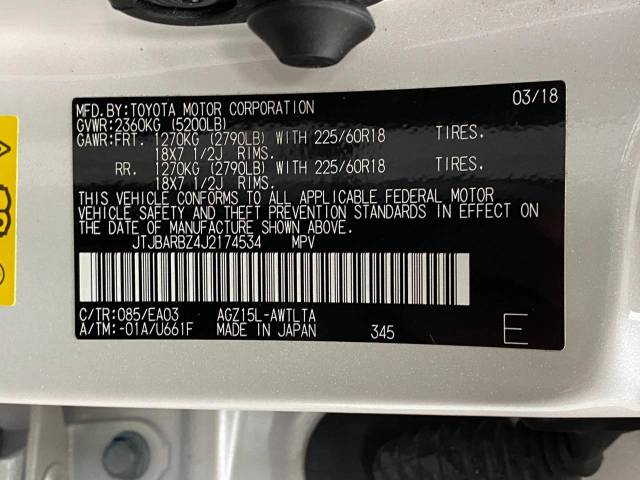 MFD.BY:TOYOTA MOTOR CORPORATION 03/18
GVWR:2360KG (5200LB)
GAWR:FRT. 1270KG (2790LB) WITH 225/60R18 TIRES.
18X7 1/2J RIMS.
RR. 1270KG (2790LB) WITH 225/60R18 TIRES.
18X7 1/2J RIMS.
THIS VEHICLE CONFORMS TO ALL APPLICABLE FEDERAL MOTOR
VEHICLE SAFETY AND THEFT PREVENTION STANDARDS IN EFFECT ON
THE DATE OF MANUFACTURE SHOWN ABOVE.
JTJBARBZ4J2174534 MPV
C/TR:085/EA03 AGZ15L-AWTLTA
A/TM:-01A/U661F MADE IN JAPAN 345 E